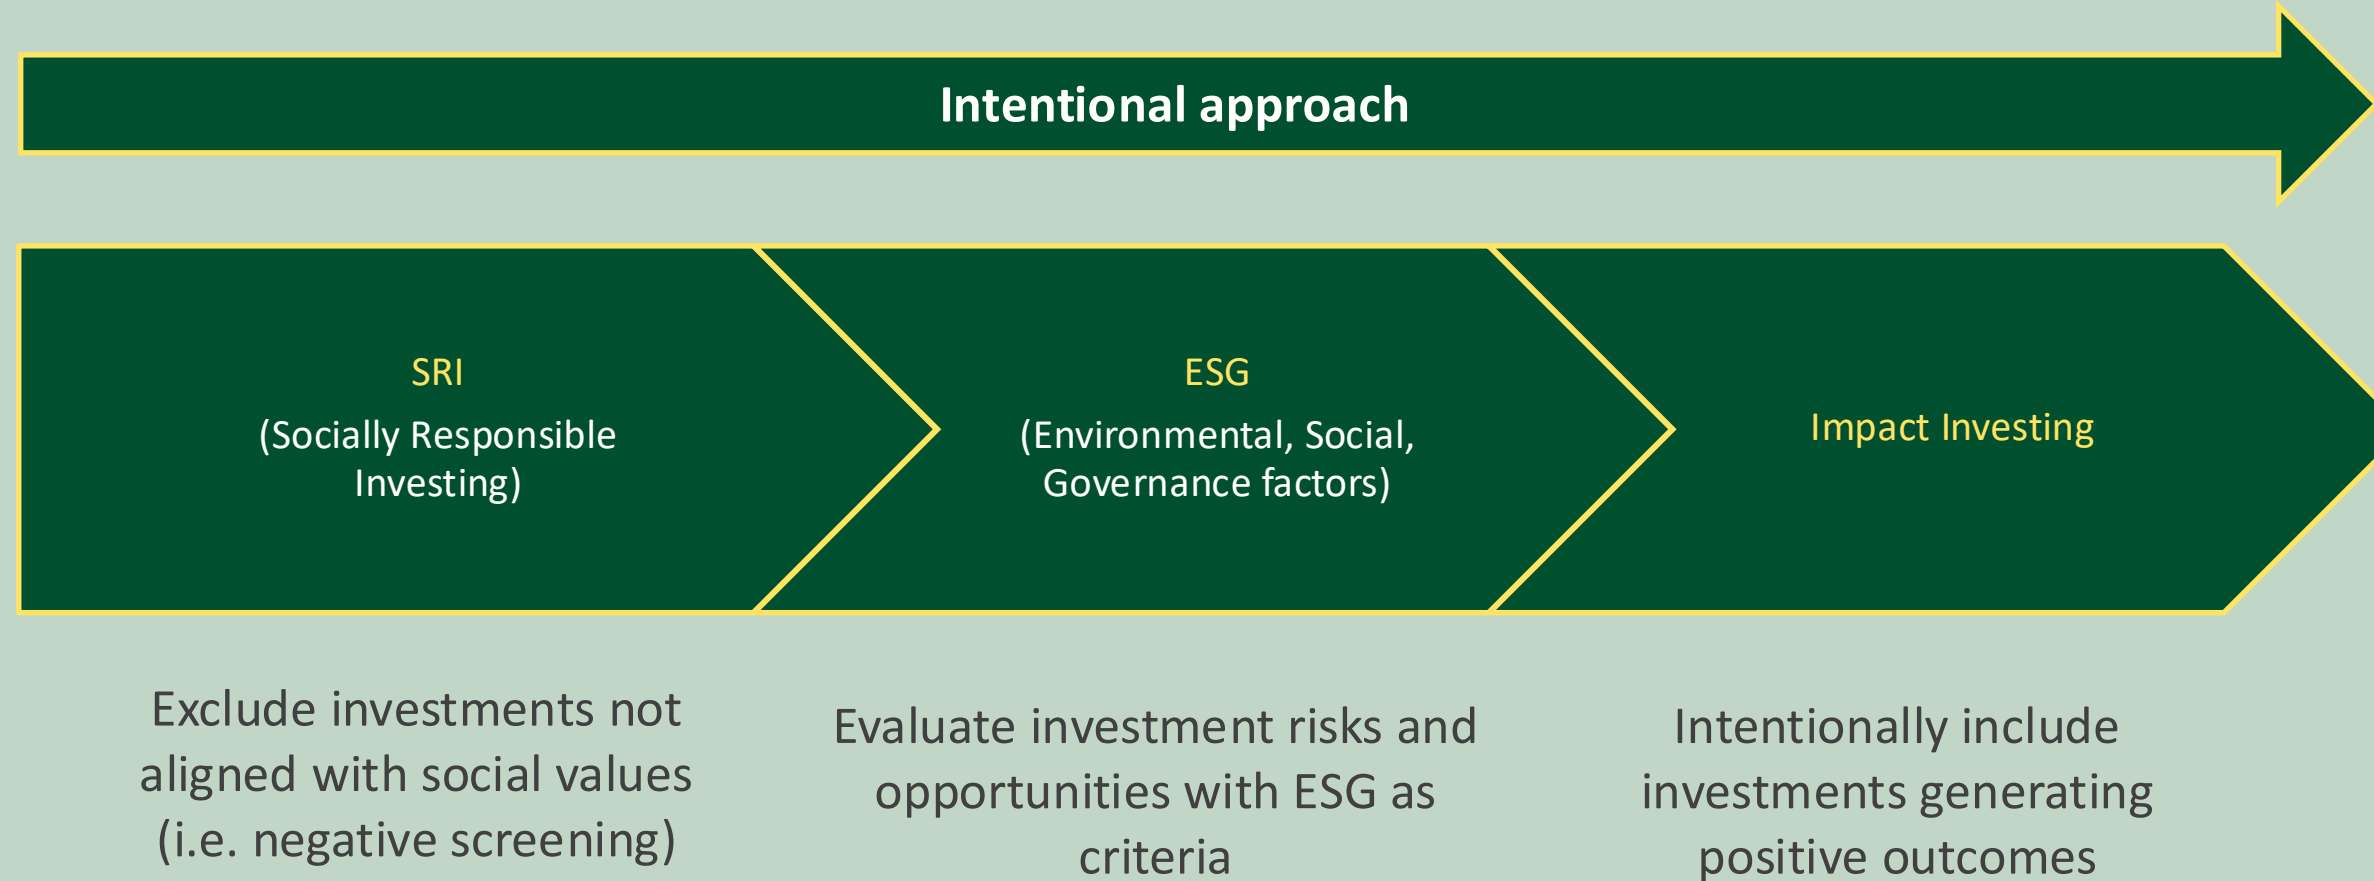 Intentional approach
SRI
(Socially Responsible
Investing)
ESG
(Environmental, Social,
Governance factors)
Impact Investing
Exclude investments not
aligned with social values
(i.e. negative screening)
Evaluate investment risks and
opportunities with ESG as
criteria
Intentionally include
investments generating
positive outcomes